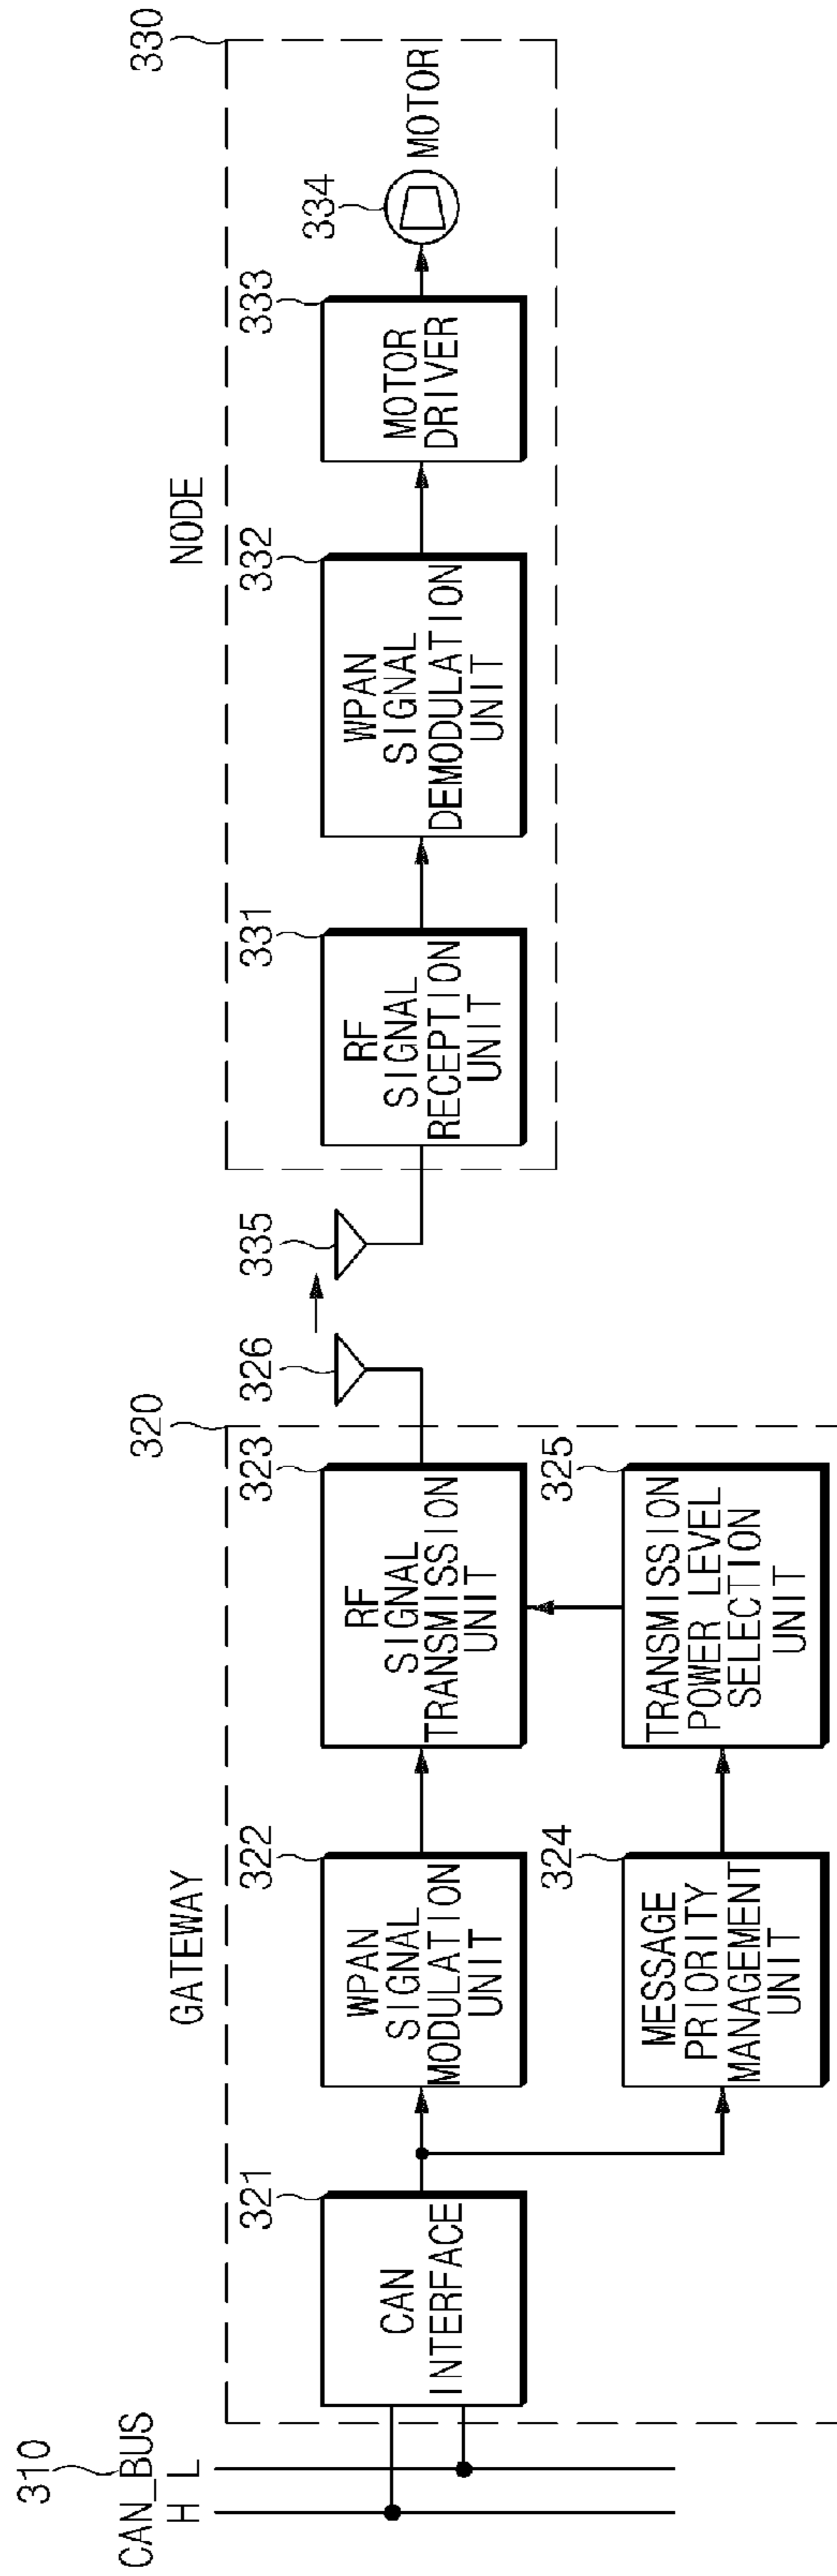 310
CAN_BUS
H L
GATEWAY
320
321
CAN
INTERFACE
322
WPAN
SIGNAL
MODULATION
UNIT
323
RF
SIGNAL
TRANSMISSION
UNIT
324
MESSAGE
PRIORITY
MANAGEMENT
UNIT
325
TRANSMISSION
POWER LEVEL
SELECTION
UNIT
326
335
NODE
330
331
RF
SIGNAL
RECEPTION
UNIT
332
WPAN
SIGNAL
DEMODULATION
UNIT
333
MOTOR
DRIVER
334
MOTOR